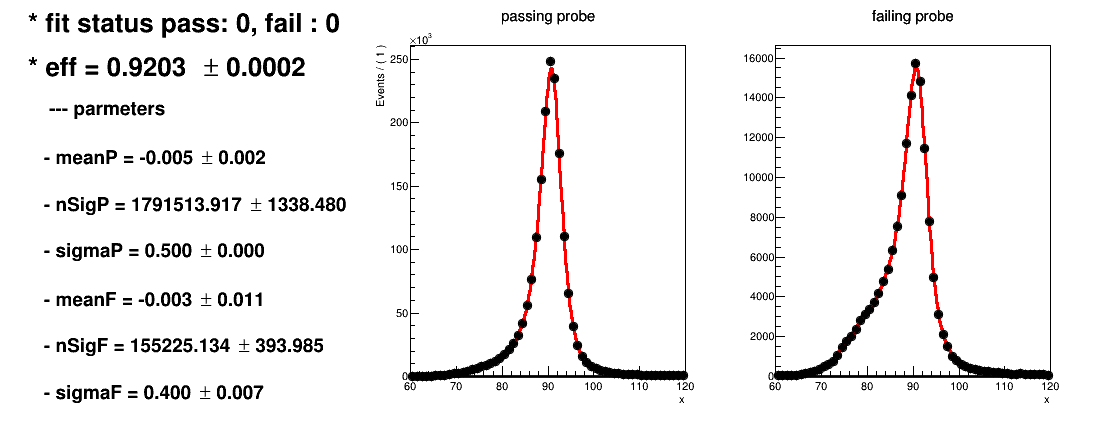 * fit status pass: 0, fail : 0
* eff = 0.9203 ± 0.0002
--- parmeters
- meanP = -0.005 ± 0.002
- nSigP = 1791513.917 ± 1338.480
- sigmaP = 0.500 ± 0.000
- meanF = -0.003 ± 0.011
- nSigF = 155225.134 ± 393.985
- sigmaF = 0.400 ± 0.007
passing probe
×10³
Events / ( 1 )
250
200
150
100
50
0
60 70 80 90 100 110 120
x
failing probe
16000
14000
12000
10000
8000
6000
4000
2000
0
60 70 80 90 100 110 120
x